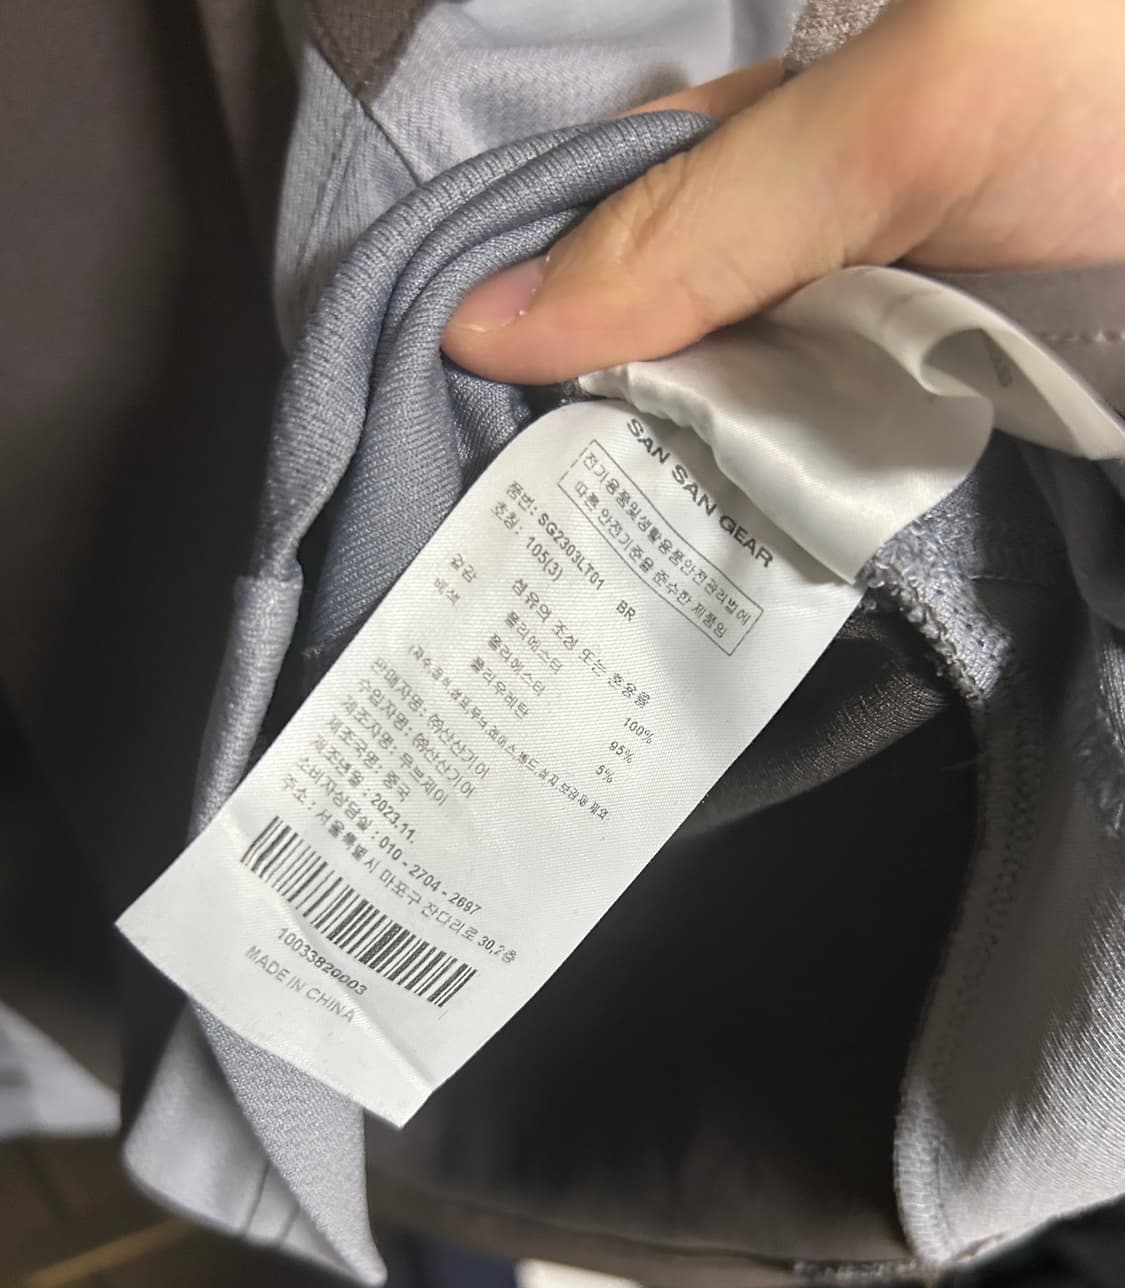 SAN SAN GEAR
전기용품및생활용품안전관리법에
따른 안전기준을 준수한 제품임
품번: SG2303LT01 BR
호칭: 105(3)
섬유의 조성 또는 혼용률
겉감 폴리에스터 100%
배색 폴리에스터 95%
폴리우레탄 5%
판매자명: ㈜산산기어
수입자명: ㈜산산기어
제조자명: 무브제이
제조국명: 중국
제조년월: 2023.11.
소비자상담실: 010-2704-2697
주소: 서울특별시 마포구 잔다리로 30,2층
10033820003
MADE IN CHINA